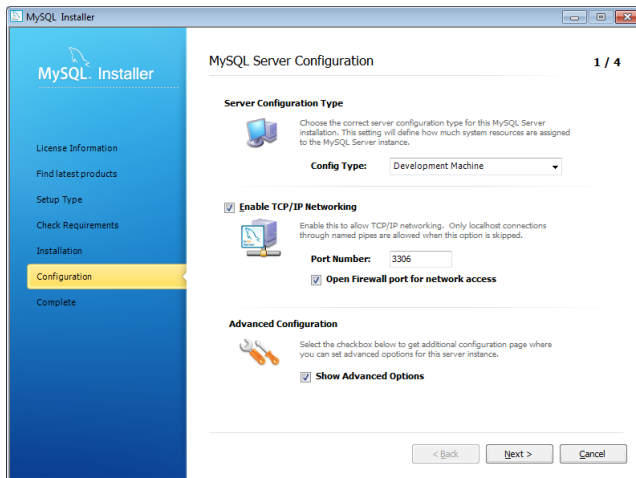 MySQL Installer
MySQL. Installer
License Information
Find latest products
Setup Type
Check Requirements
Installation
Configuration
Complete
MySQL Server Configuration
1 / 4
Server Configuration Type
Choose the correct server configuration type for this MySQL Server
installation. This setting will define how much system resources are assigned
to the MySQL Server instance.
Config Type: Development Machine
Enable TCP/IP Networking
Enable this to allow TCP/IP networking. Only localhost connections
through named pipes are allowed when this option is skipped.
Port Number: 3306
Open Firewall port for network access
Advanced Configuration
Select the checkbox below to get additional configuration page where
you can set advanced opotions for this server instance.
Show Advanced Options
< Back
Next >
Cancel